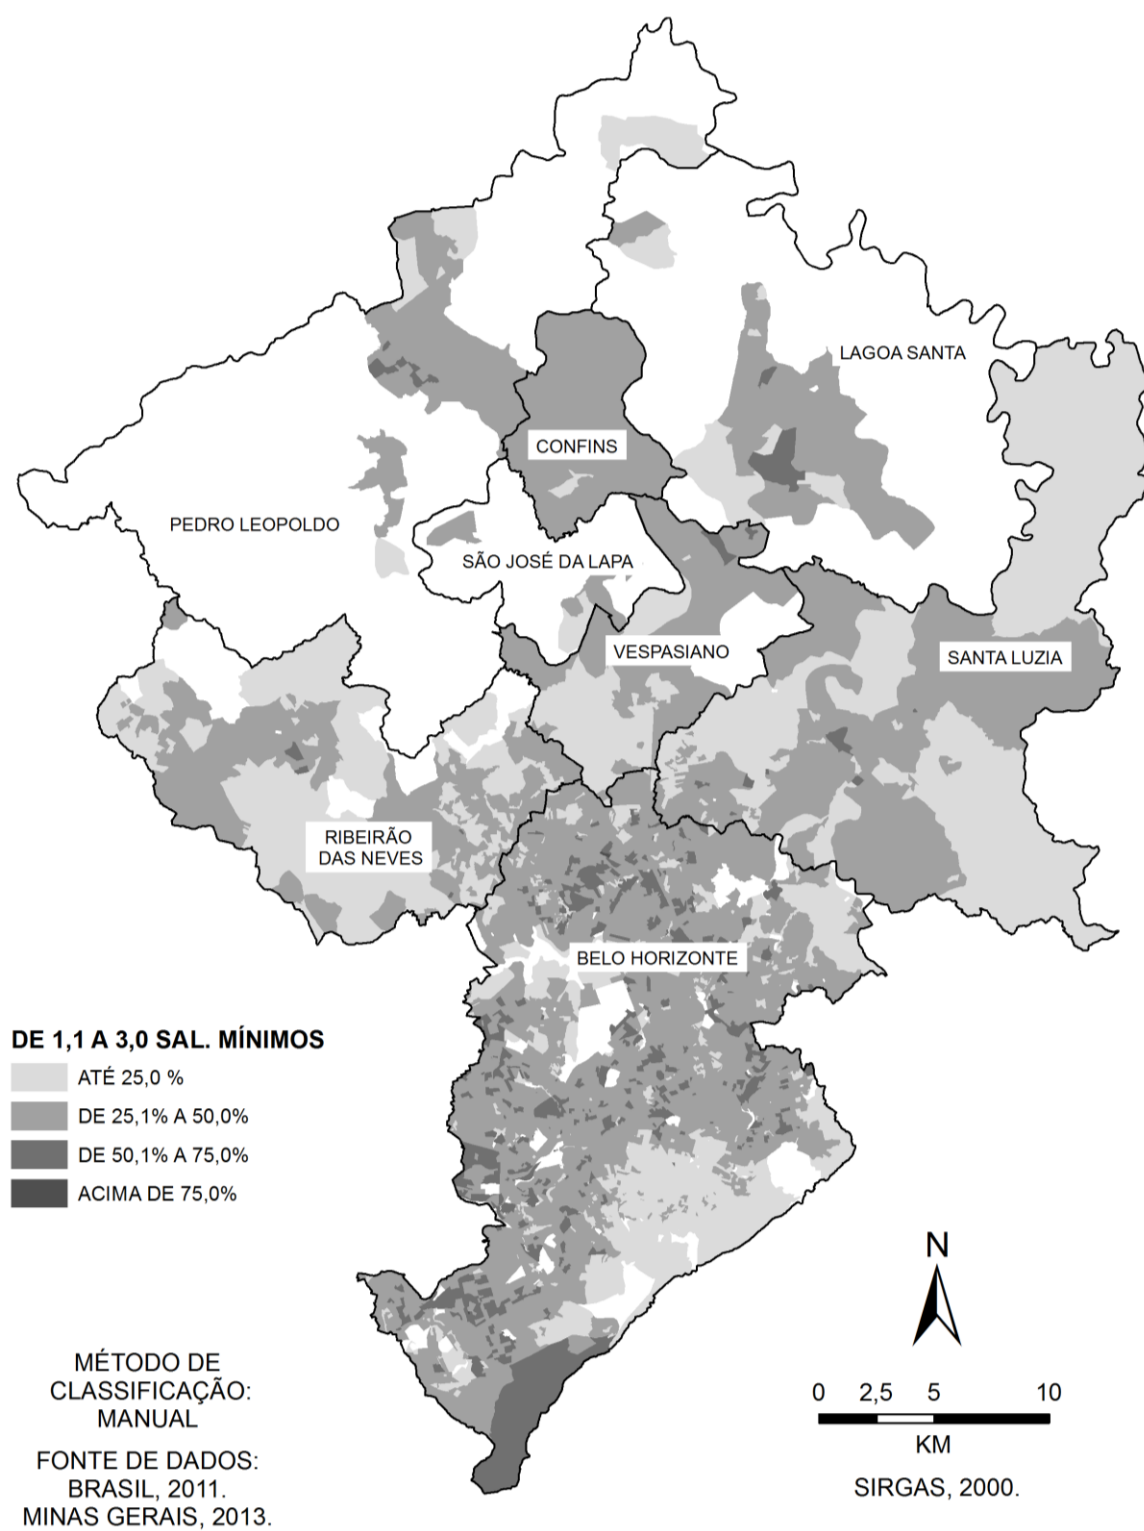 LAGOA SANTA
CONFINS
PEDRO LEOPOLDO
SÃO JOSÉ DA LAPA
VESPASIANO
SANTA LUZIA
RIBEIRÃO
DAS NEVES
BELO HORIZONTE
DE 1,1 A 3,0 SAL. MÍNIMOS
ATÉ 25,0 %
DE 25,1% A 50,0%
DE 50,1% A 75,0%
ACIMA DE 75,0%
MÉTODO DE
CLASSIFICAÇÃO:
MANUAL
FONTE DE DADOS:
BRASIL, 2011.
MINAS GERAIS, 2013.
N
0 2,5 5 10
KM
SIRGAS, 2000.